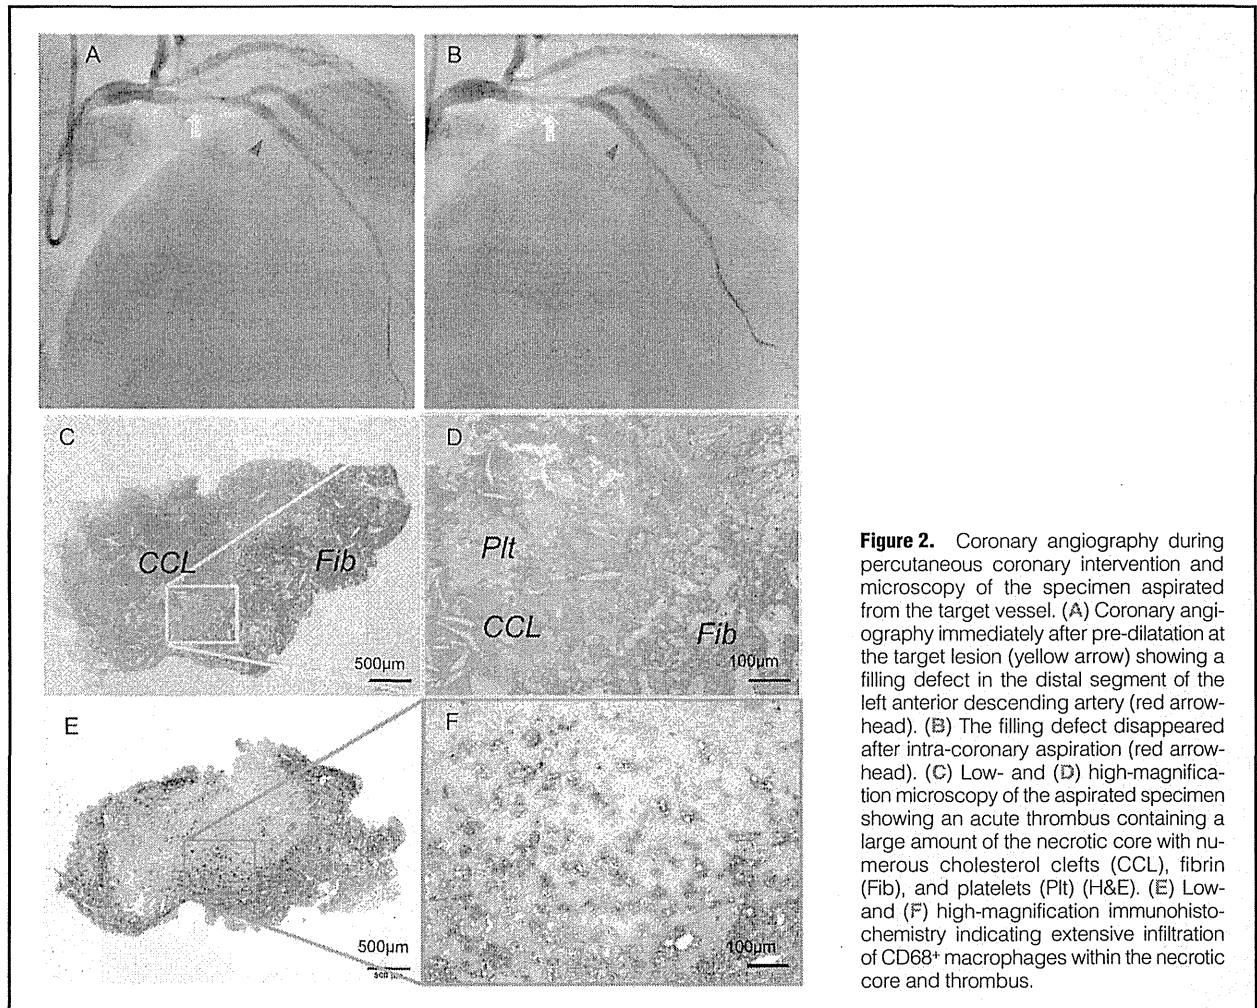 A
B
C
CCL
Fib
500µm
D
Plt
CCL
Fib
100µm
E
500µm
500 µm
F
100µm
Figure 2. Coronary angiography during
percutaneous coronary intervention and
microscopy of the specimen aspirated
from the target vessel. (A) Coronary angi-
ography immediately after pre-dilatation at
the target lesion (yellow arrow) showing a
filling defect in the distal segment of the
left anterior descending artery (red arrow-
head). (B) The filling defect disappeared
after intra-coronary aspiration (red arrow-
head). (C) Low- and (D) high-magnifica-
tion microscopy of the aspirated specimen
showing an acute thrombus containing a
large amount of the necrotic core with nu-
merous cholesterol clefts (CCL), fibrin
(Fib), and platelets (Plt) (H&E). (E) Low-
and (F) high-magnification immunohisto-
chemistry indicating extensive infiltration
of CD68⁺ macrophages within the necrotic
core and thrombus.